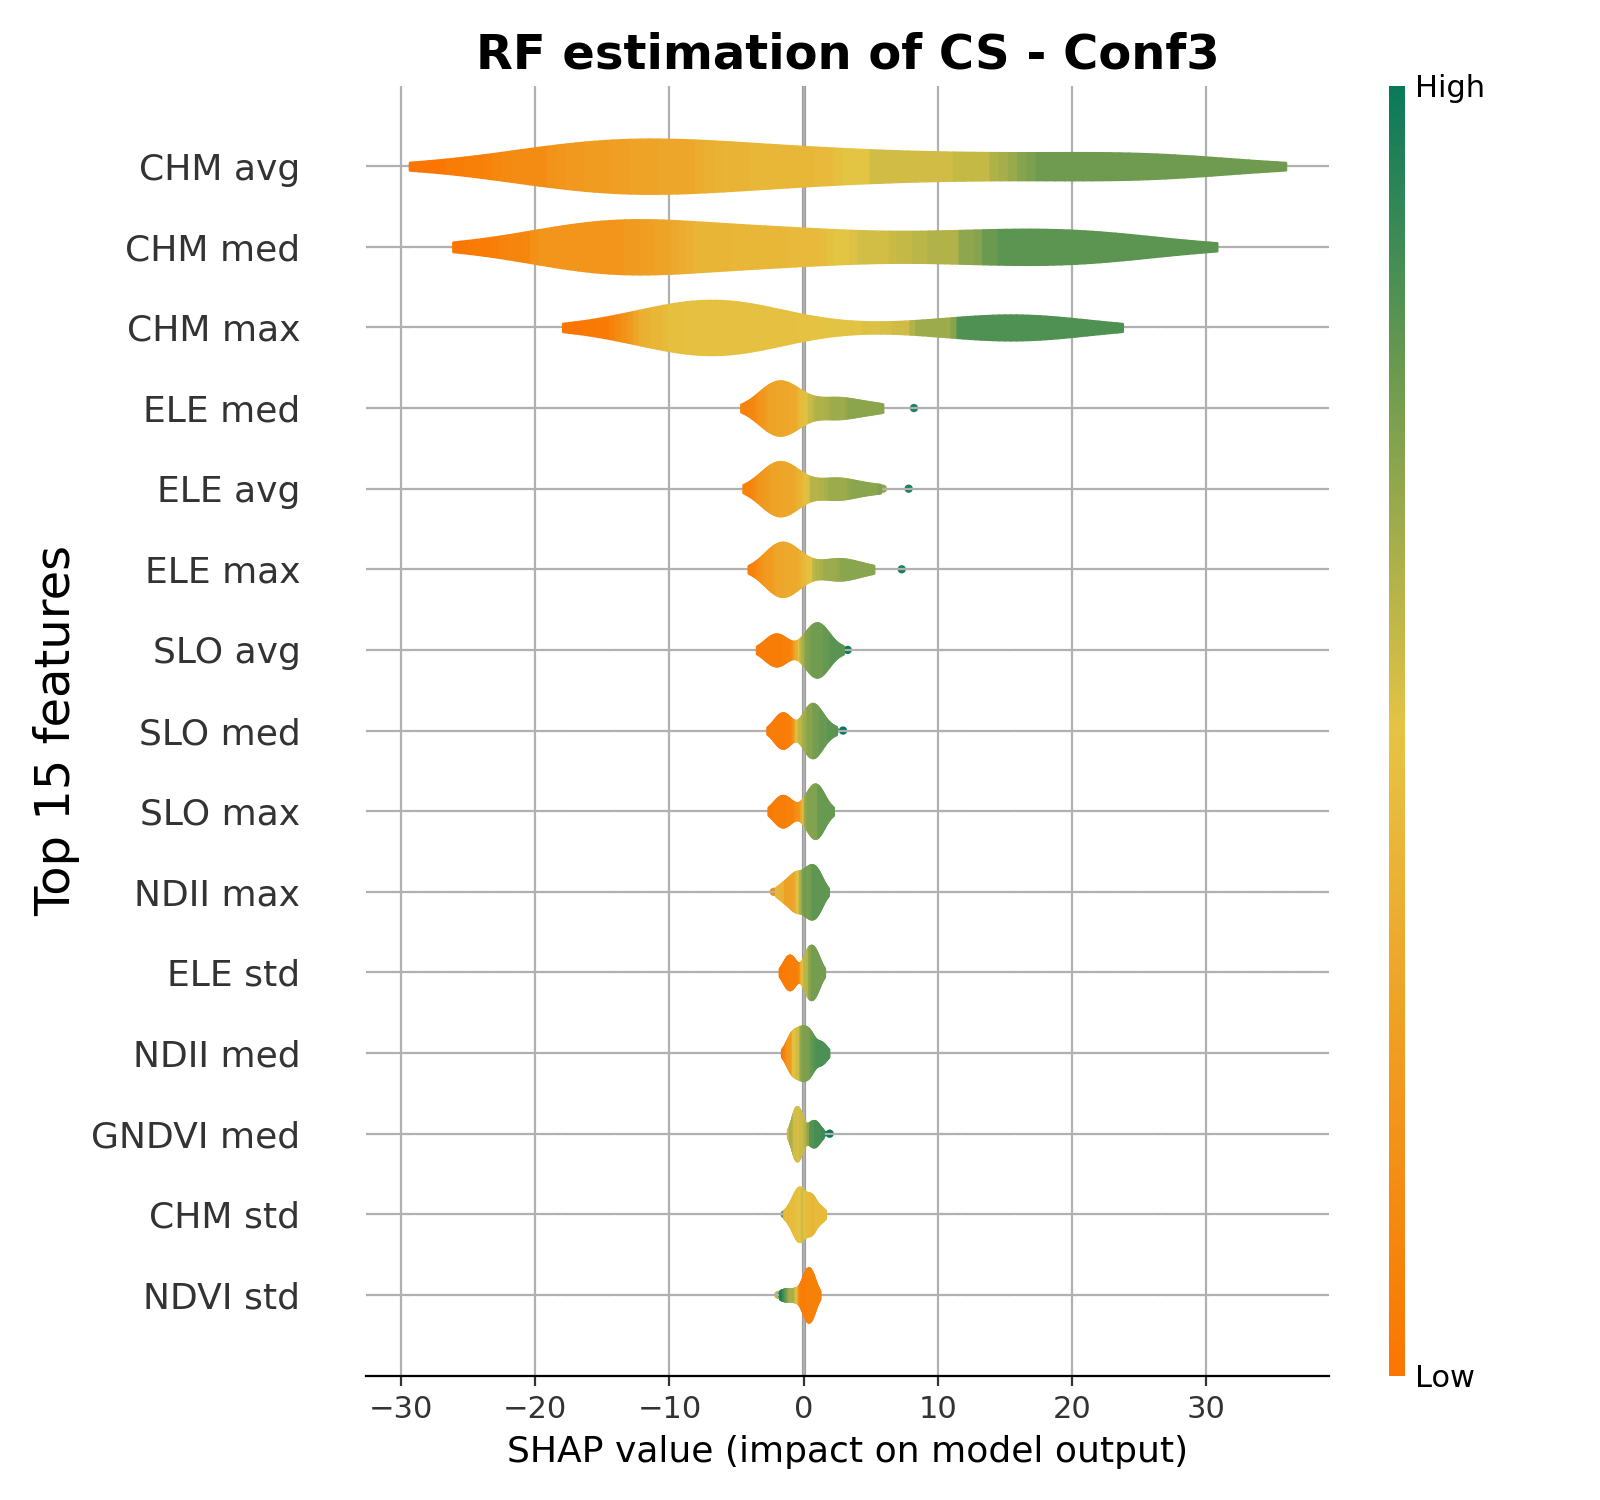 RF estimation of CS - Conf3
High
CHM avg
CHM med
CHM max
ELE med
ELE avg
ELE max
SLO avg
SLO med
SLO max
NDII max
ELE std
NDII med
GNDVI med
CHM std
NDVI std
Top 15 features
Low
−30 −20 −10 0 10 20 30
SHAP value (impact on model output)